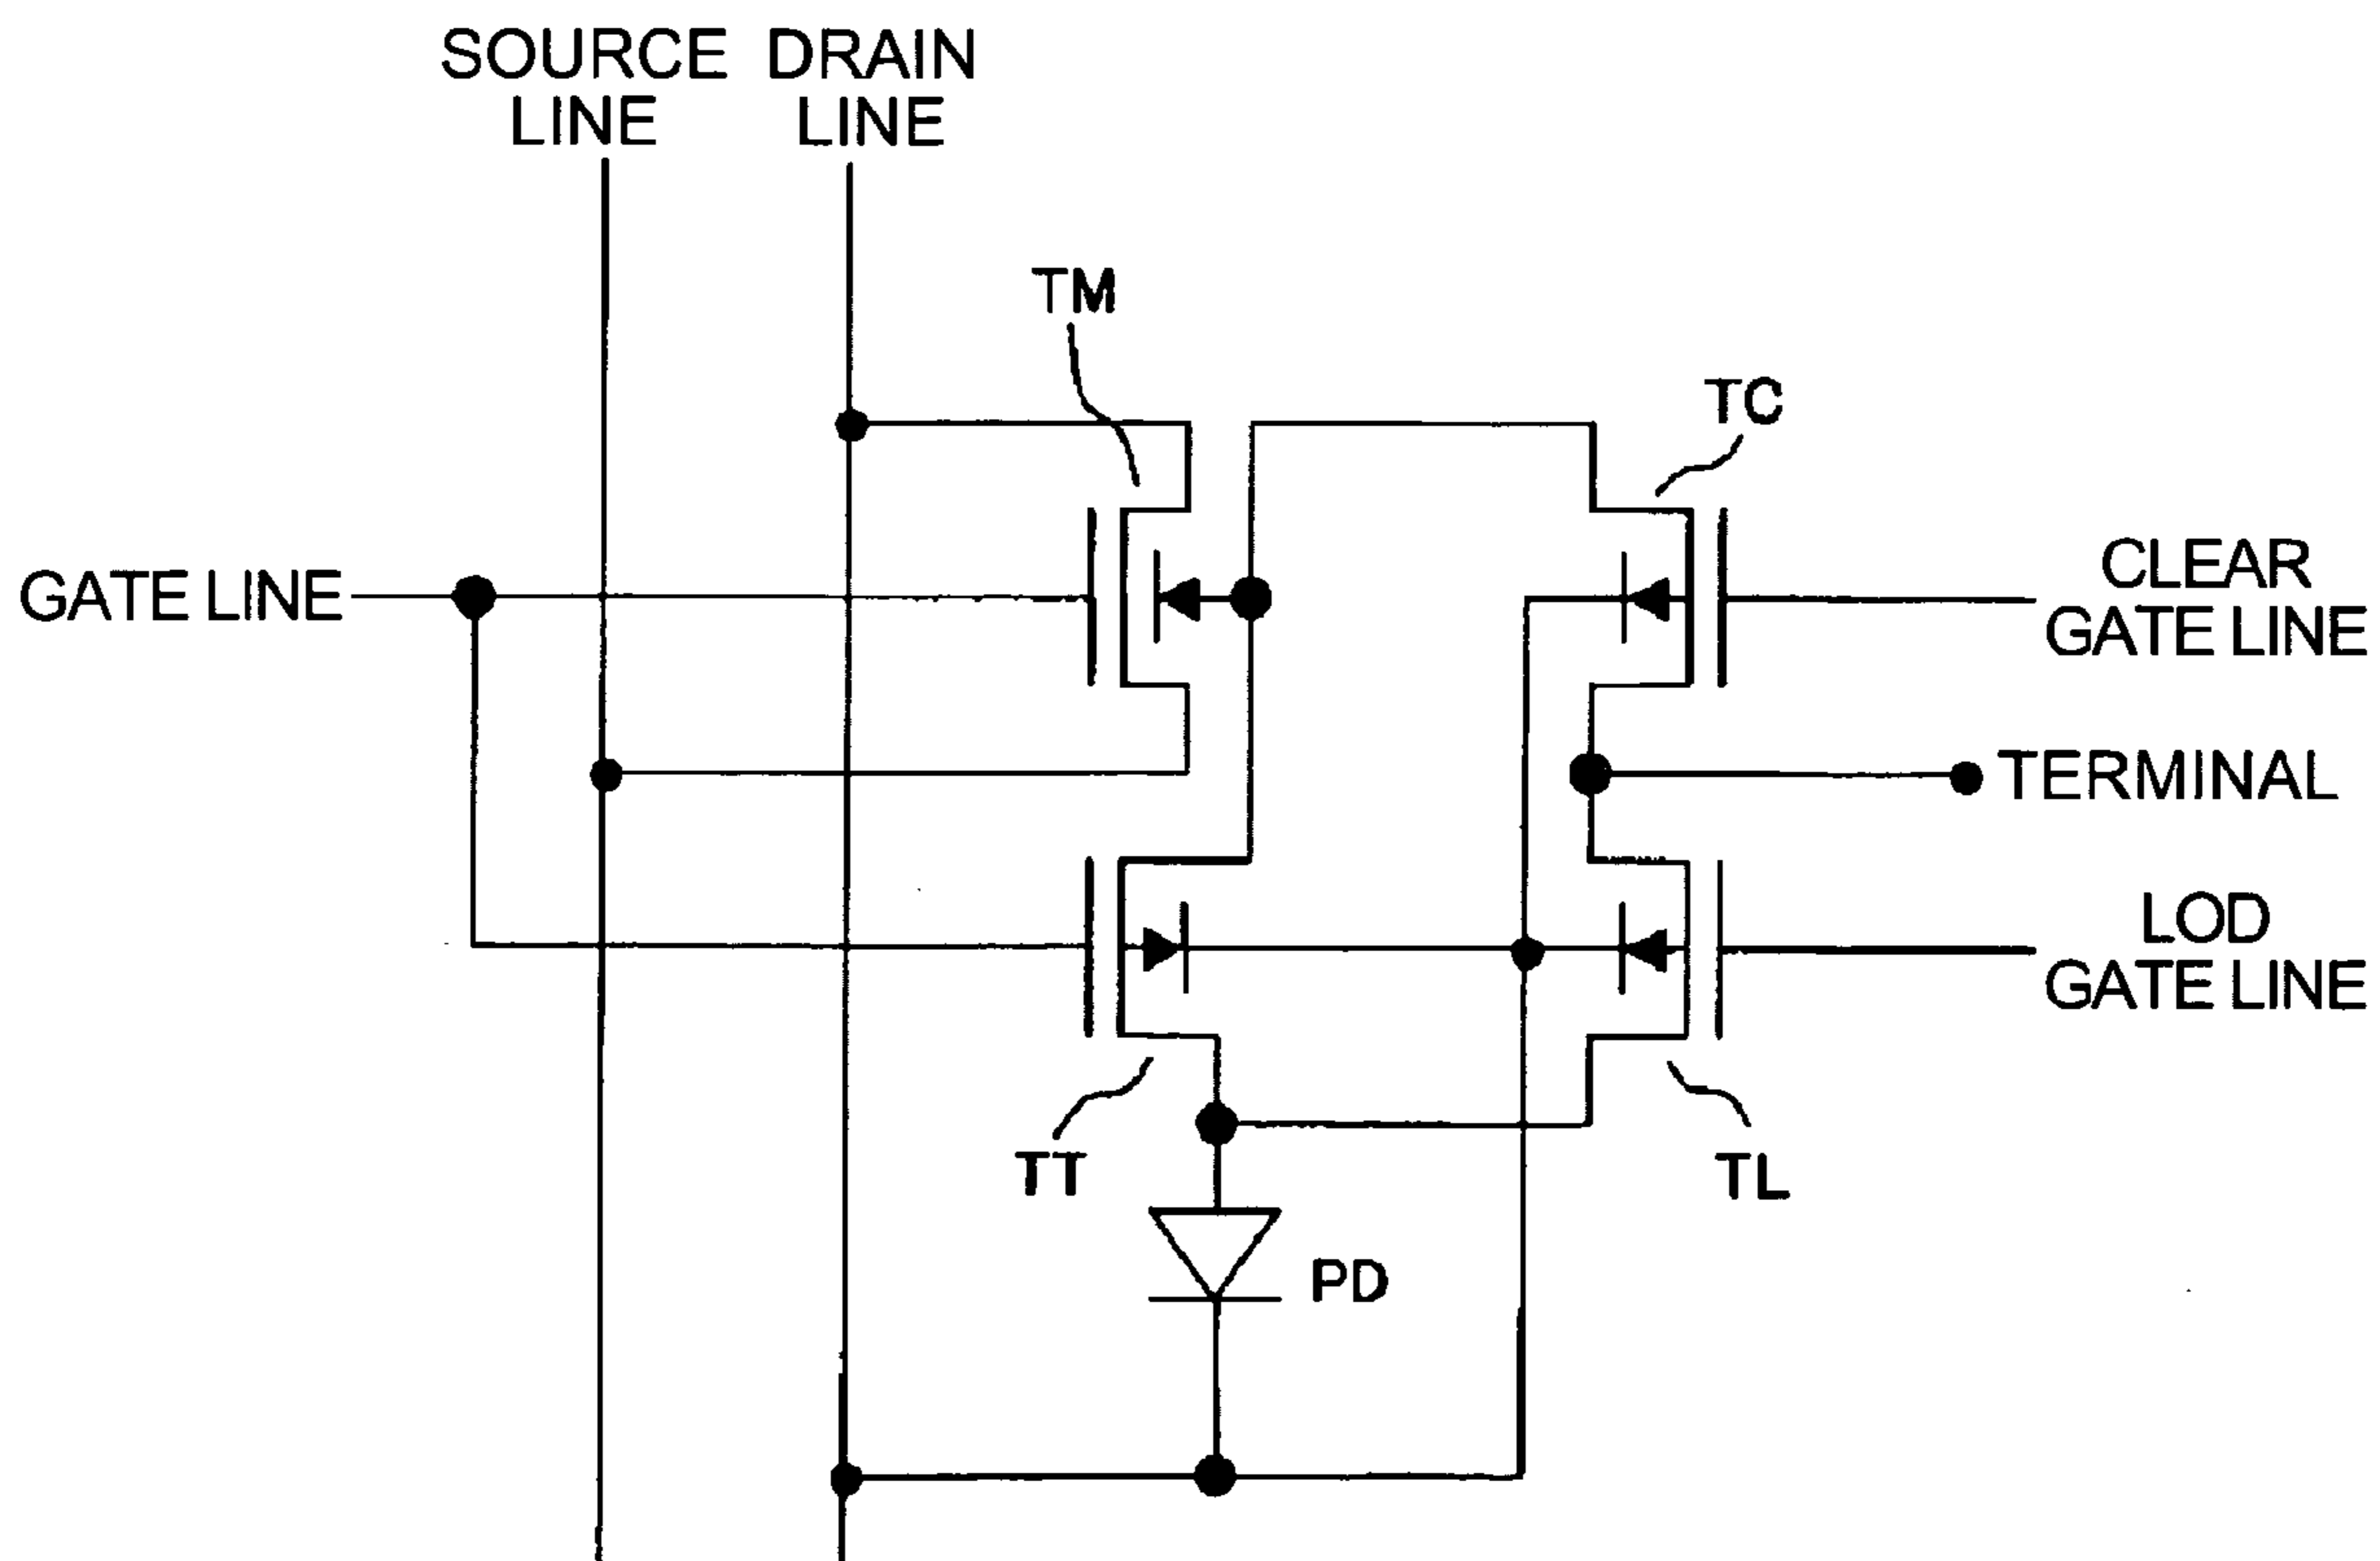 SOURCE DRAIN
LINE LINE
TM
TC
GATE LINE
CLEAR
GATE LINE
TERMINAL
LOD
GATE LINE
TT
TL
PD